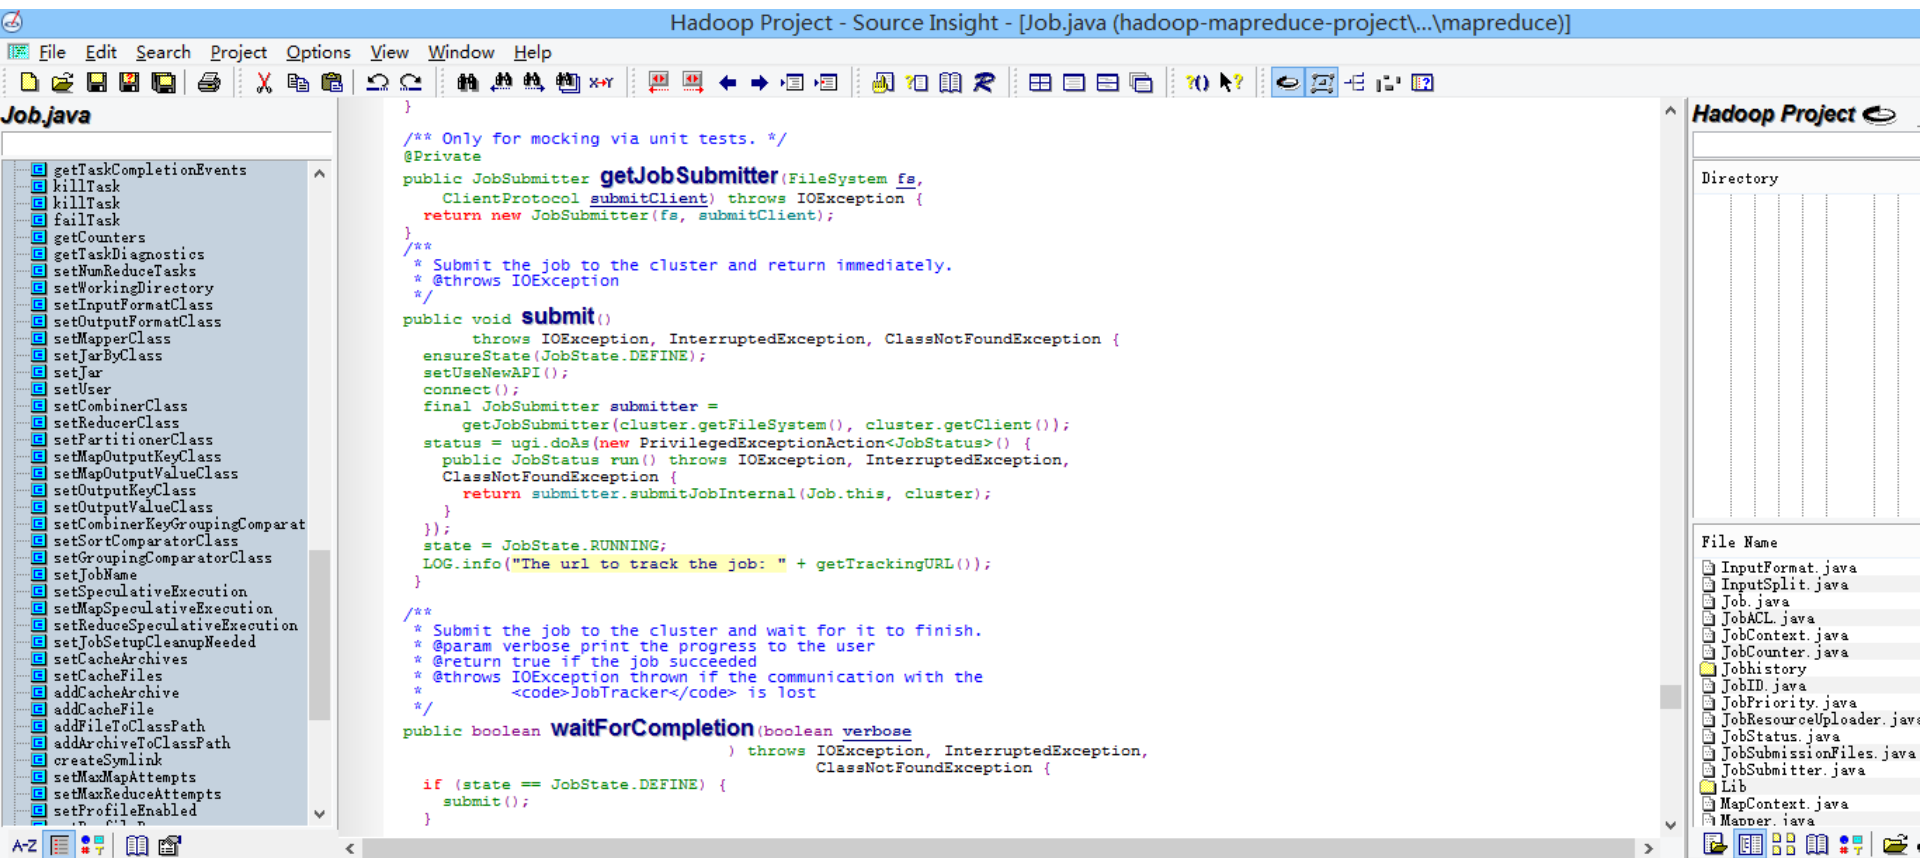 Hadoop Project - Source Insight - [Job.java (hadoop-mapreduce-project\...\mapreduce)]
File Edit Search Project Options View Window Help
Job.java
getTaskCompletionEvents
killTask
killTask
failTask
getCounters
getTaskDiagnostics
setNumReduceTasks
setWorkingDirectory
setInputFormatClass
setOutputFormatClass
setMapperClass
setJarByClass
setJar
setUser
setCombinerClass
setReducerClass
setPartitionerClass
setMapOutputKeyClass
setMapOutputValueClass
setOutputKeyClass
setOutputValueClass
setCombinerKeyGroupingComparat
setSortComparatorClass
setGroupingComparatorClass
setJobName
setSpeculativeExecution
setMapSpeculativeExecution
setReduceSpeculativeExecution
setJobSetupCleanupNeeded
setCacheArchives
setCacheFiles
addCacheArchive
addCacheFile
addFileToClassPath
addArchiveToClassPath
createSymlink
setMaxMapAttempts
setMaxReduceAttempts
setProfileEnabled
A-Z
}
/** Only for mocking via unit tests. */
@Private
public JobSubmitter getJobSubmitter(FileSystem fs,
ClientProtocol submitClient) throws IOException {
return new JobSubmitter(fs, submitClient);
}
/**
* Submit the job to the cluster and return immediately.
* @throws IOException
*/
public void submit()
throws IOException, InterruptedException, ClassNotFoundException {
ensureState(JobState.DEFINE);
setUseNewAPI();
connect();
final JobSubmitter submitter =
getJobSubmitter(cluster.getFileSystem(), cluster.getClient());
status = ugi.doAs(new PrivilegedExceptionAction<JobStatus>() {
public JobStatus run() throws IOException, InterruptedException,
ClassNotFoundException {
return submitter.submitJobInternal(Job.this, cluster);
}
});
state = JobState.RUNNING;
LOG.info("The url to track the job: " + getTrackingURL());
}
/**
* Submit the job to the cluster and wait for it to finish.
* @param verbose print the progress to the user
* @return true if the job succeeded
* @throws IOException thrown if the communication with the
* <code>JobTracker</code> is lost
*/
public boolean waitForCompletion(boolean verbose
) throws IOException, InterruptedException,
ClassNotFoundException {
if (state == JobState.DEFINE) {
submit();
}
Hadoop Project
Directory
File Name
InputFormat.java
InputSplit.java
Job.java
JobACL.java
JobContext.java
JobCounter.java
Jobhistory
JobID.java
JobPriority.java
JobResourceUploader.java
JobStatus.java
JobSubmissionFiles.java
JobSubmitter.java
Lib
MapContext.java
Mapper.java